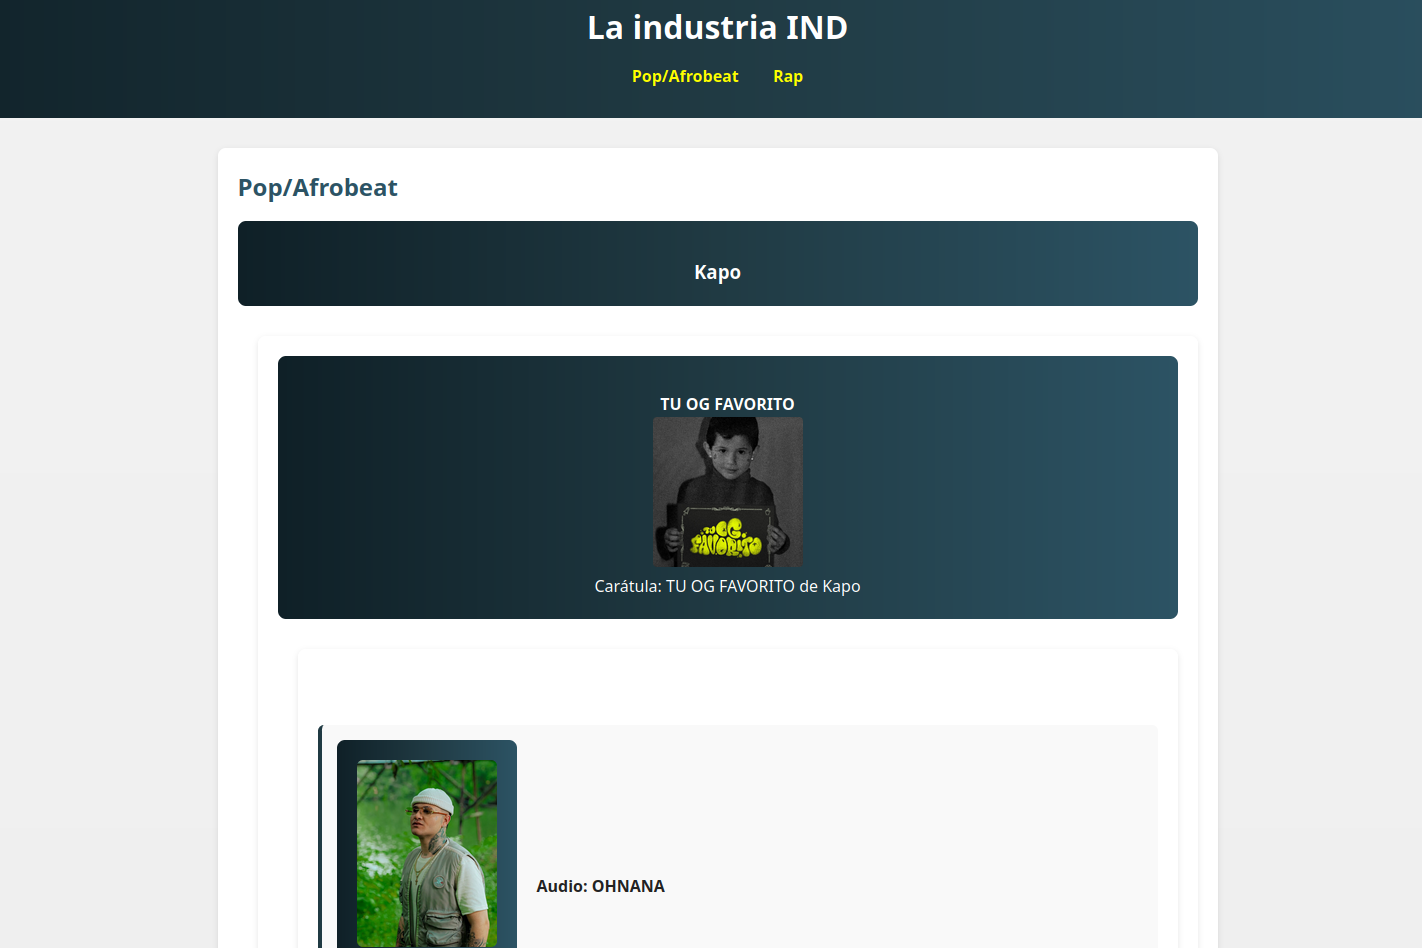 La industria IND
Pop/Afrobeat Rap
Pop/Afrobeat
Kapo
TU OG FAVORITO
TU OG
FAVORITO
Carátula: TU OG FAVORITO de Kapo
Audio: OHNANA